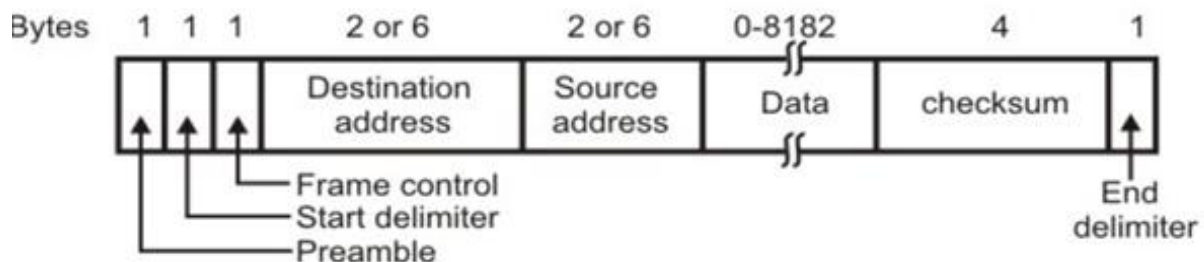 Bytes 1 1 1 2 or 6 2 or 6 0-8182 4 1
Destination address
Source address
Data
checksum
Frame control
Start delimiter
Preamble
End delimiter